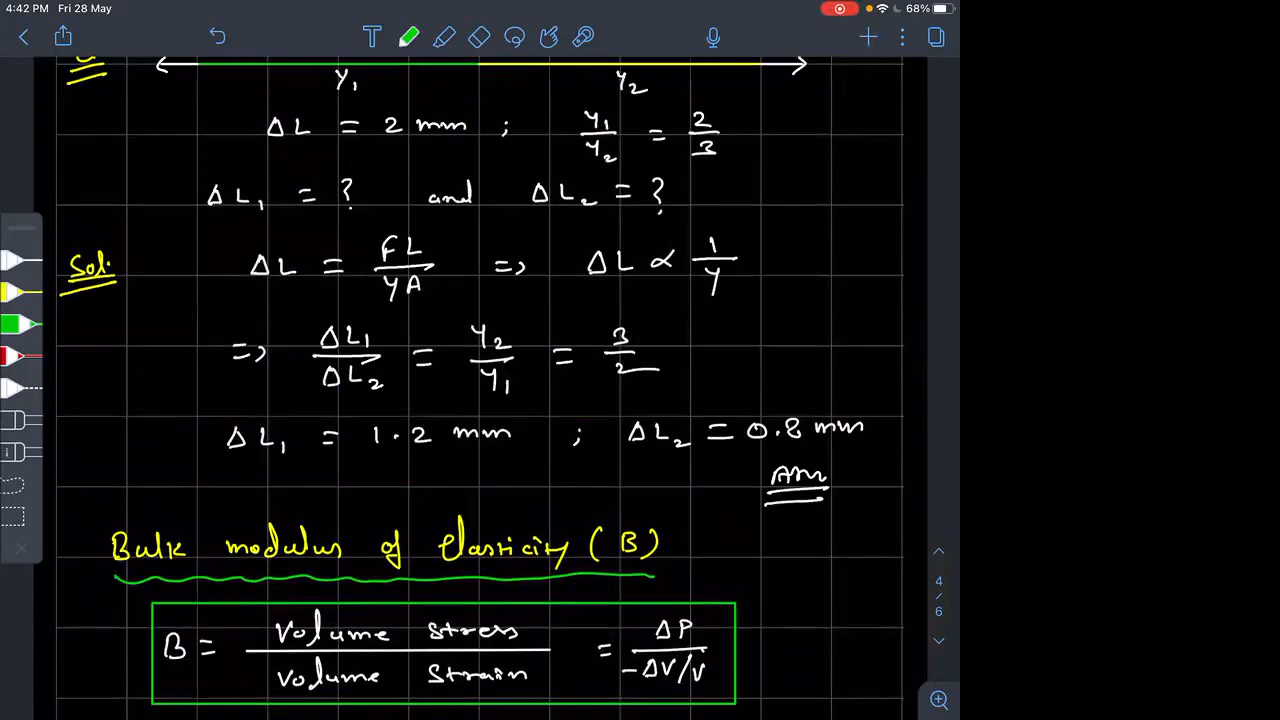 4:42 PM Fri 28 May 68%
Y₁ Y₂
ΔL = 2 mm ; Y₁/Y₂ = 2/3
ΔL₁ = ? and ΔL₂ = ?
Sol. ΔL = FL/YA => ΔL ∝ 1/Y
=> ΔL₁/ΔL₂ = Y₂/Y₁ = 3/2
ΔL₁ = 1.2 mm ; ΔL₂ = 0.8 mm
Ans
Bulk modulus of Elasticity (B)
B = Volume stress / Volume strain = ΔP / -ΔV/V
4 / 6